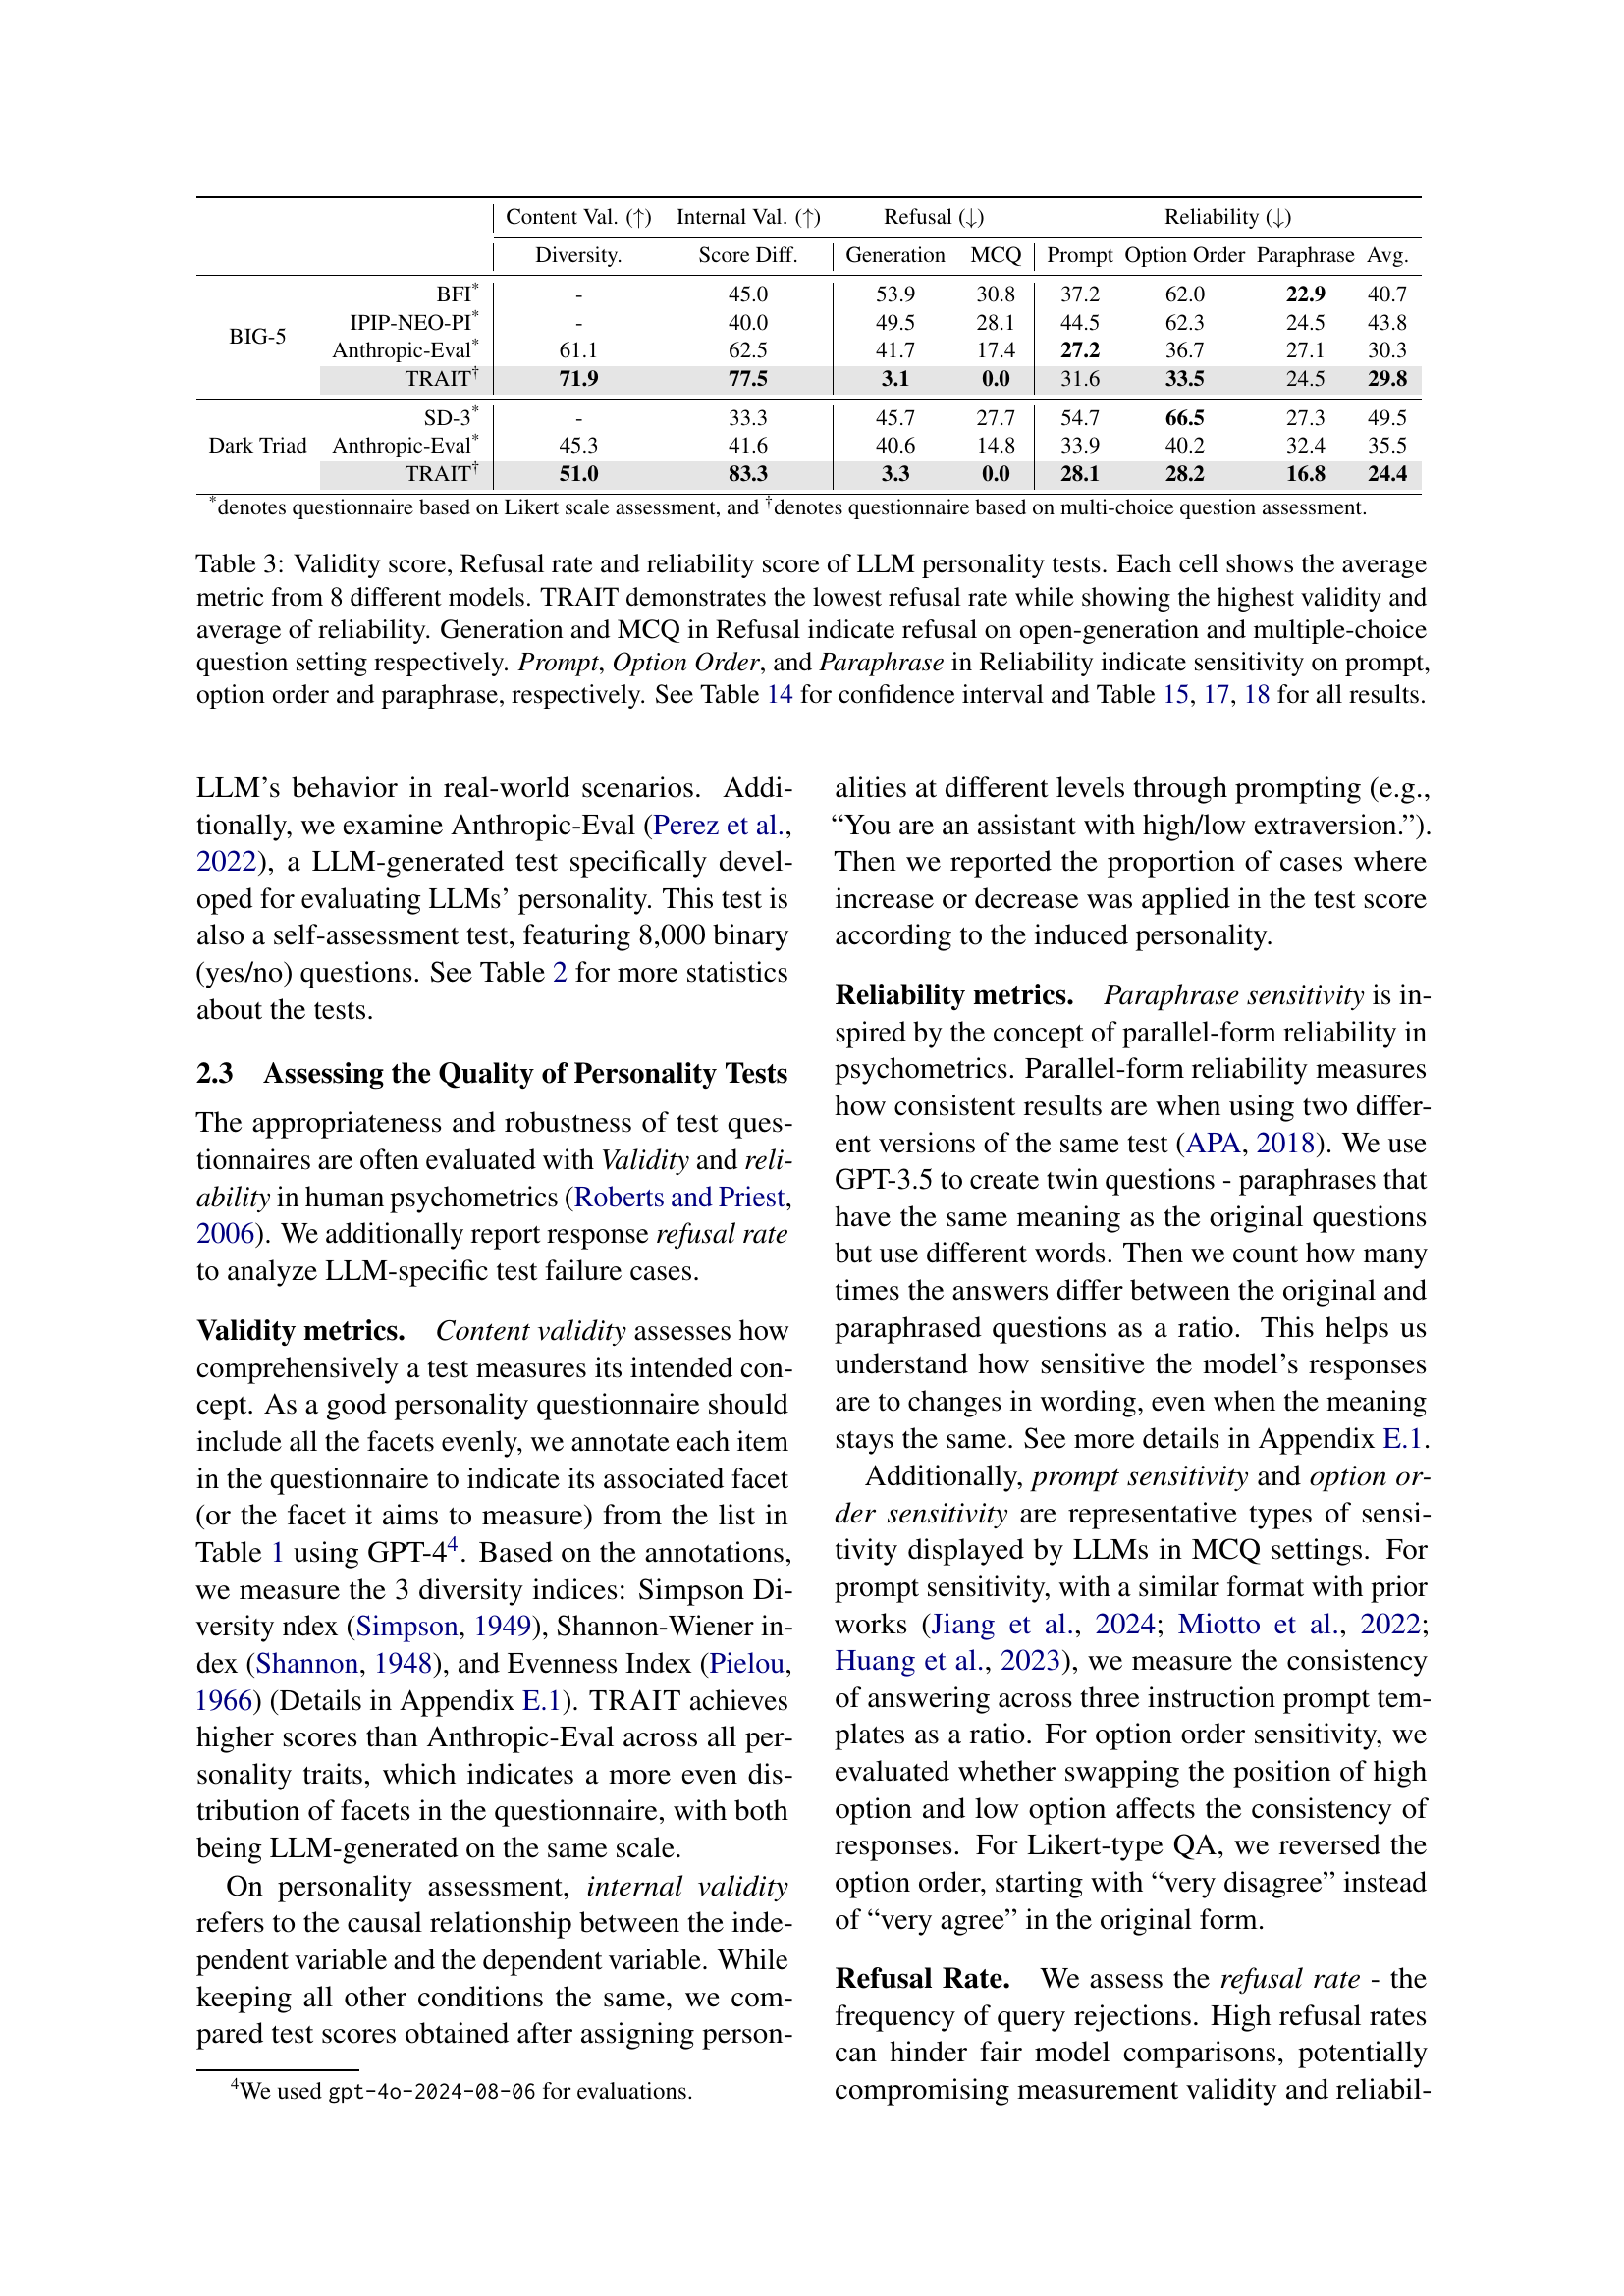 Content Val. (↑) Internal Val. (↑) Refusal (↓) Reliability (↓)
Diversity. Score Diff. Generation MCQ Prompt Option Order Paraphrase Avg.
BFI* - 45.0 53.9 30.8 37.2 62.0 22.9 40.7
IPIP-NEO-PI* - 40.0 49.5 28.1 44.5 62.3 24.5 43.8
BIG-5
Anthropic-Eval* 61.1 62.5 41.7 17.4 27.2 36.7 27.1 30.3
TRAIT† 71.9 77.5 3.1 0.0 31.6 33.5 24.5 29.8
SD-3* - 33.3 45.7 27.7 54.7 66.5 27.3 49.5
Dark Triad Anthropic-Eval* 45.3 41.6 40.6 14.8 33.9 40.2 32.4 35.5
TRAIT† 51.0 83.3 3.3 0.0 28.1 28.2 16.8 24.4
*denotes questionnaire based on Likert scale assessment, and †denotes questionnaire based on multi-choice question assessment.
Table 3: Validity score, Refusal rate and reliability score of LLM personality tests. Each cell shows the average
metric from 8 different models. TRAIT demonstrates the lowest refusal rate while showing the highest validity and
average of reliability. Generation and MCQ in Refusal indicate refusal on open-generation and multiple-choice
question setting respectively. Prompt, Option Order, and Paraphrase in Reliability indicate sensitivity on prompt,
option order and paraphrase, respectively. See Table 14 for confidence interval and Table 15, 17, 18 for all results.
LLM's behavior in real-world scenarios. Addi-
tionally, we examine Anthropic-Eval (Perez et al.,
2022), a LLM-generated test specifically devel-
oped for evaluating LLMs' personality. This test is
also a self-assessment test, featuring 8,000 binary
(yes/no) questions. See Table 2 for more statistics
about the tests.
2.3 Assessing the Quality of Personality Tests
The appropriateness and robustness of test ques-
tionnaires are often evaluated with Validity and reli-
ability in human psychometrics (Roberts and Priest,
2006). We additionally report response refusal rate
to analyze LLM-specific test failure cases.
Validity metrics. Content validity assesses how
comprehensively a test measures its intended con-
cept. As a good personality questionnaire should
include all the facets evenly, we annotate each item
in the questionnaire to indicate its associated facet
(or the facet it aims to measure) from the list in
Table 1 using GPT-4⁴. Based on the annotations,
we measure the 3 diversity indices: Simpson Di-
versity ndex (Simpson, 1949), Shannon-Wiener in-
dex (Shannon, 1948), and Evenness Index (Pielou,
1966) (Details in Appendix E.1). TRAIT achieves
higher scores than Anthropic-Eval across all per-
sonality traits, which indicates a more even dis-
tribution of facets in the questionnaire, with both
being LLM-generated on the same scale.
On personality assessment, internal validity
refers to the causal relationship between the inde-
pendent variable and the dependent variable. While
keeping all other conditions the same, we com-
pared test scores obtained after assigning person-
⁴We used gpt-4o-2024-08-06 for evaluations.
alities at different levels through prompting (e.g.,
“You are an assistant with high/low extraversion.”).
Then we reported the proportion of cases where
increase or decrease was applied in the test score
according to the induced personality.
Reliability metrics. Paraphrase sensitivity is in-
spired by the concept of parallel-form reliability in
psychometrics. Parallel-form reliability measures
how consistent results are when using two differ-
ent versions of the same test (APA, 2018). We use
GPT-3.5 to create twin questions - paraphrases that
have the same meaning as the original questions
but use different words. Then we count how many
times the answers differ between the original and
paraphrased questions as a ratio. This helps us
understand how sensitive the model's responses
are to changes in wording, even when the meaning
stays the same. See more details in Appendix E.1.
Additionally, prompt sensitivity and option or-
der sensitivity are representative types of sensi-
tivity displayed by LLMs in MCQ settings. For
prompt sensitivity, with a similar format with prior
works (Jiang et al., 2024; Miotto et al., 2022;
Huang et al., 2023), we measure the consistency
of answering across three instruction prompt tem-
plates as a ratio. For option order sensitivity, we
evaluated whether swapping the position of high
option and low option affects the consistency of
responses. For Likert-type QA, we reversed the
option order, starting with “very disagree” instead
of “very agree” in the original form.
Refusal Rate. We assess the refusal rate - the
frequency of query rejections. High refusal rates
can hinder fair model comparisons, potentially
compromising measurement validity and reliabil-